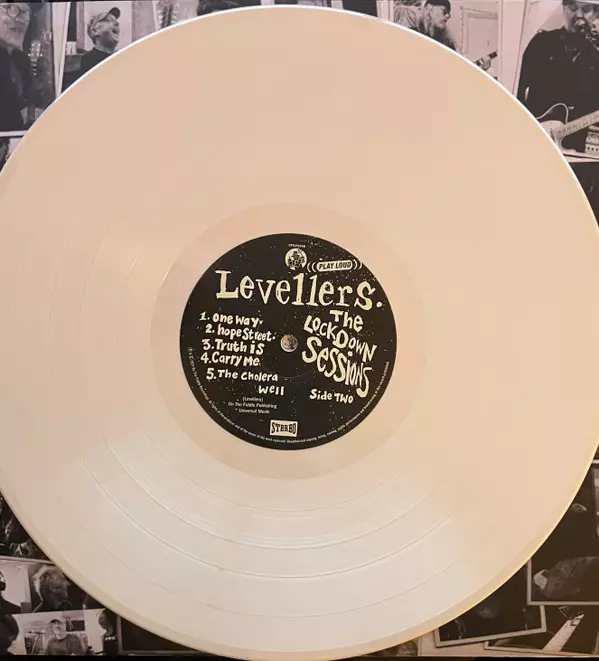 PLAY LOUD
Levellers.
The
LOCKDOWN
Sessions
1. one way.
2. hope Street.
3. Truth is
4. Carry Me
5. The Cholera
Well
Side Two
(Levellers)
On The Fiddle Publishing
Universal Music
STEREO